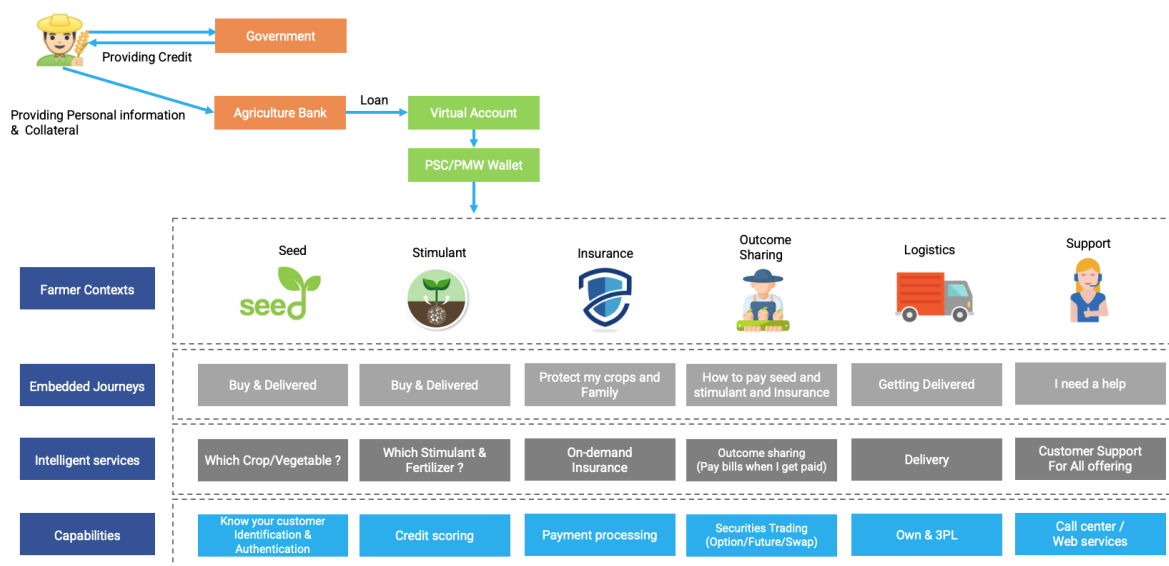 Government
Providing Credit
Providing Personal information
& Collateral
Agriculture Bank
Loan
Virtual Account
PSC/PMW Wallet
Farmer Contexts
Seed
seed
Stimulant
Insurance
Outcome
Sharing
Logistics
Support
Embedded Journeys
Buy & Delivered
Buy & Delivered
Protect my crops and
Family
How to pay seed and
stimulant and Insurance
Getting Delivered
I need a help
Intelligent services
Which Crop/Vegetable ?
Which Stimulant &
Fertilizer ?
On-demand
Insurance
Outcome sharing
(Pay bills when I get paid)
Delivery
Customer Support
For All offering
Capabilities
Know your customer
Identification &
Authentication
Credit scoring
Payment processing
Securities Trading
(Option/Future/Swap)
Own & 3PL
Call center /
Web services